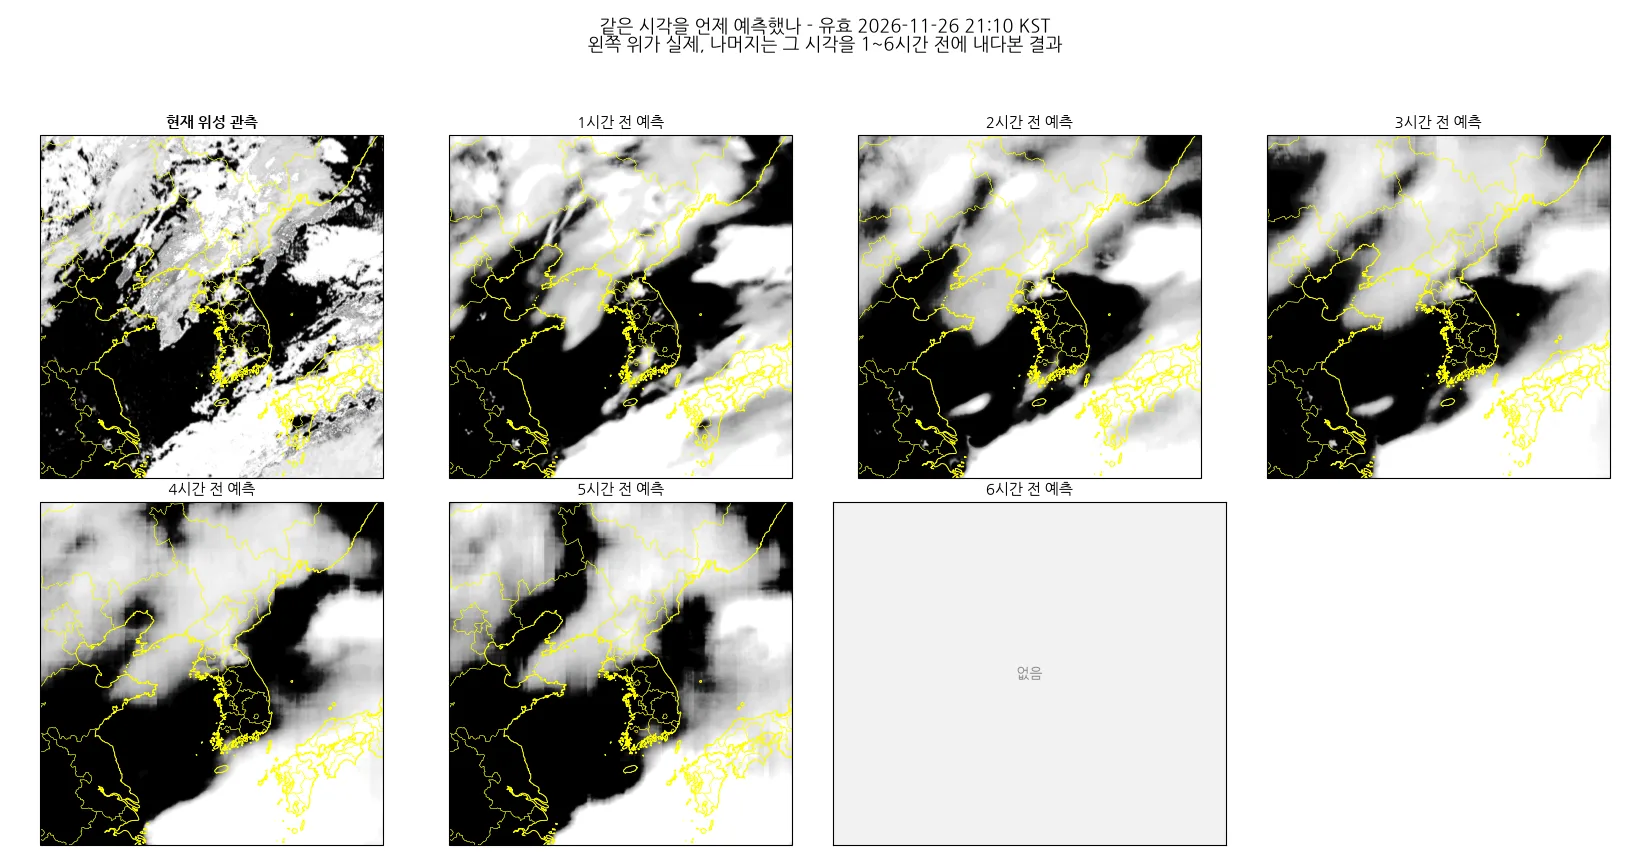 같은 시각을 언제 예측했나 - 유효 2026-11-26 21:10 KST
왼쪽 위가 실제, 나머지는 그 시각을 1~6시간 전에 내다본 결과
현재 위성 관측
1시간 전 예측
2시간 전 예측
3시간 전 예측
4시간 전 예측
5시간 전 예측
6시간 전 예측
없음